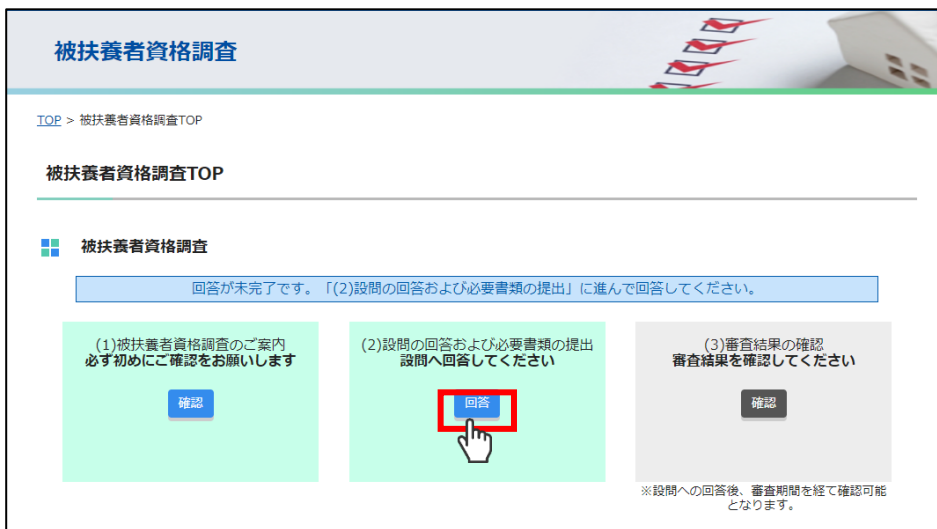 被扶養者資格調査
TOP > 被扶養者資格調査TOP
被扶養者資格調査TOP
被扶養者資格調査
回答が未完了です。「(2)設問の回答および必要書類の提出」に進んで回答してください。
(1)被扶養者資格調査のご案内
必ず初めにご確認をお願いします
確認
(2)設問の回答および必要書類の提出
設問へ回答してください
回答
(3)審査結果の確認
審査結果を確認してください
確認
※設問への回答後、審査期間を経て確認可能
となります。